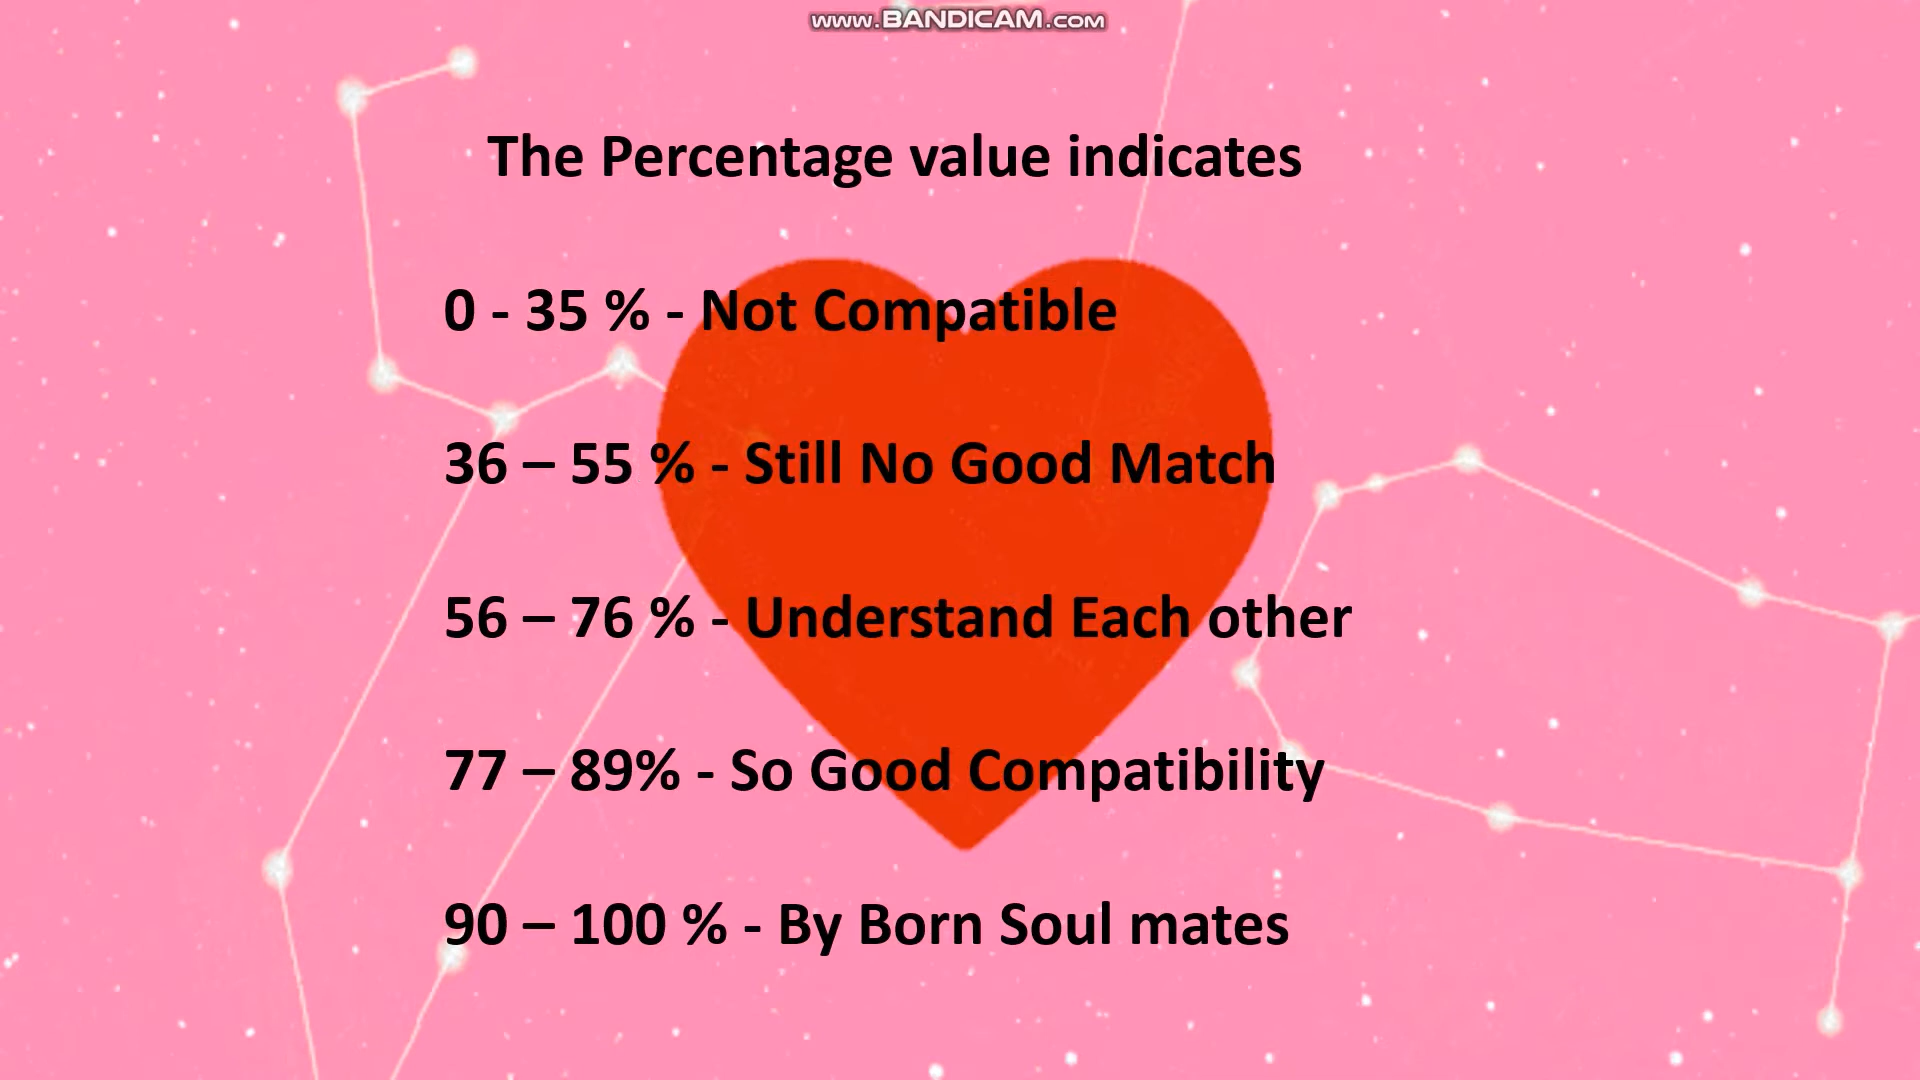 www.BANDICAM.com
The Percentage value indicates
0 - 35 % - Not Compatible
36 – 55 % - Still No Good Match
56 – 76 % - Understand Each other
77 – 89% - So Good Compatibility
90 – 100 % - By Born Soul mates